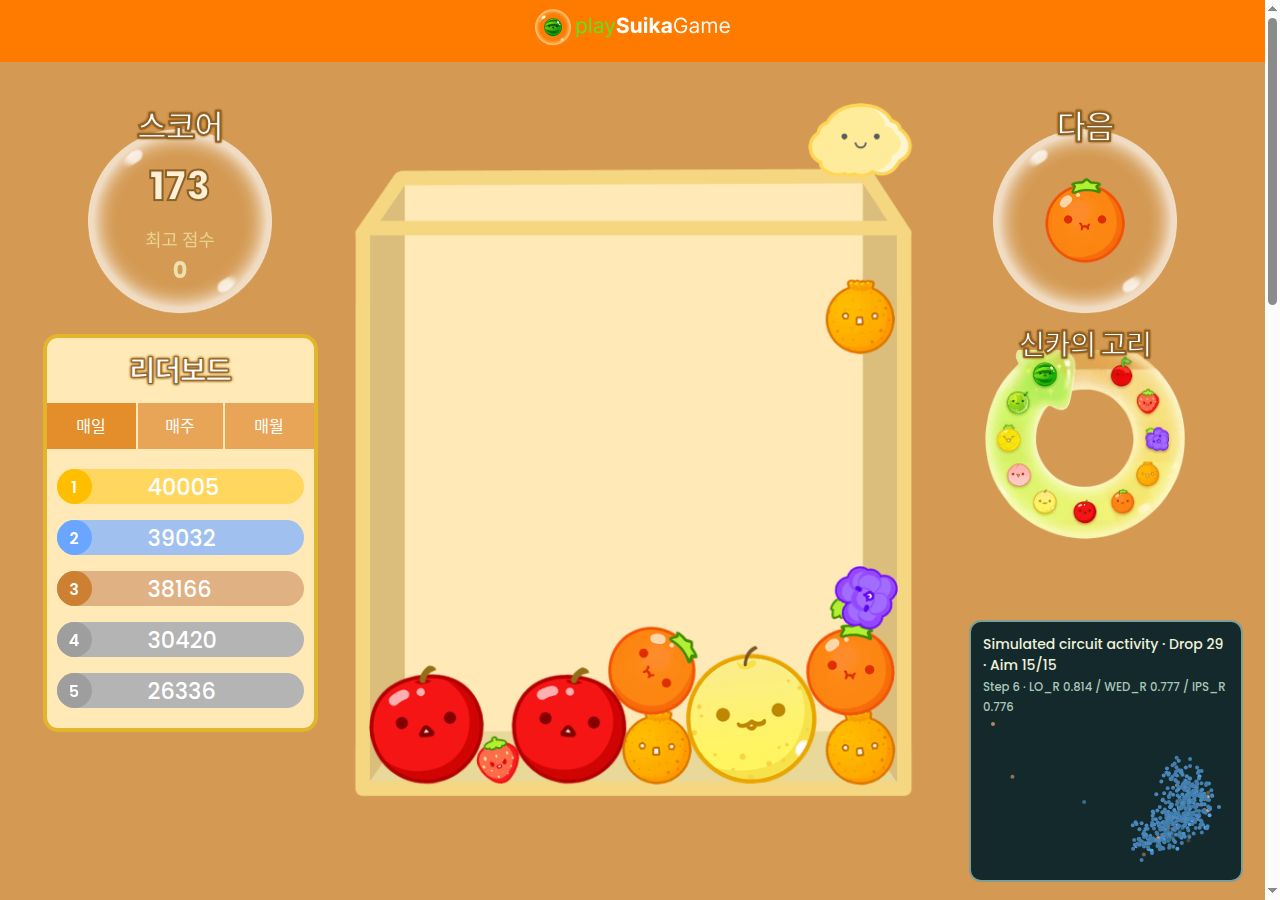 playSuikaGame
스코어
173
최고 점수
0
다음
신카의 고리
리더보드
매일 매주 매월
1 40005
2 39032
3 38166
4 30420
5 26336
Simulated circuit activity · Drop 29
· Aim 15/15
Step 6 · LO_R 0.814 / WED_R 0.777 / IPS_R
0.776